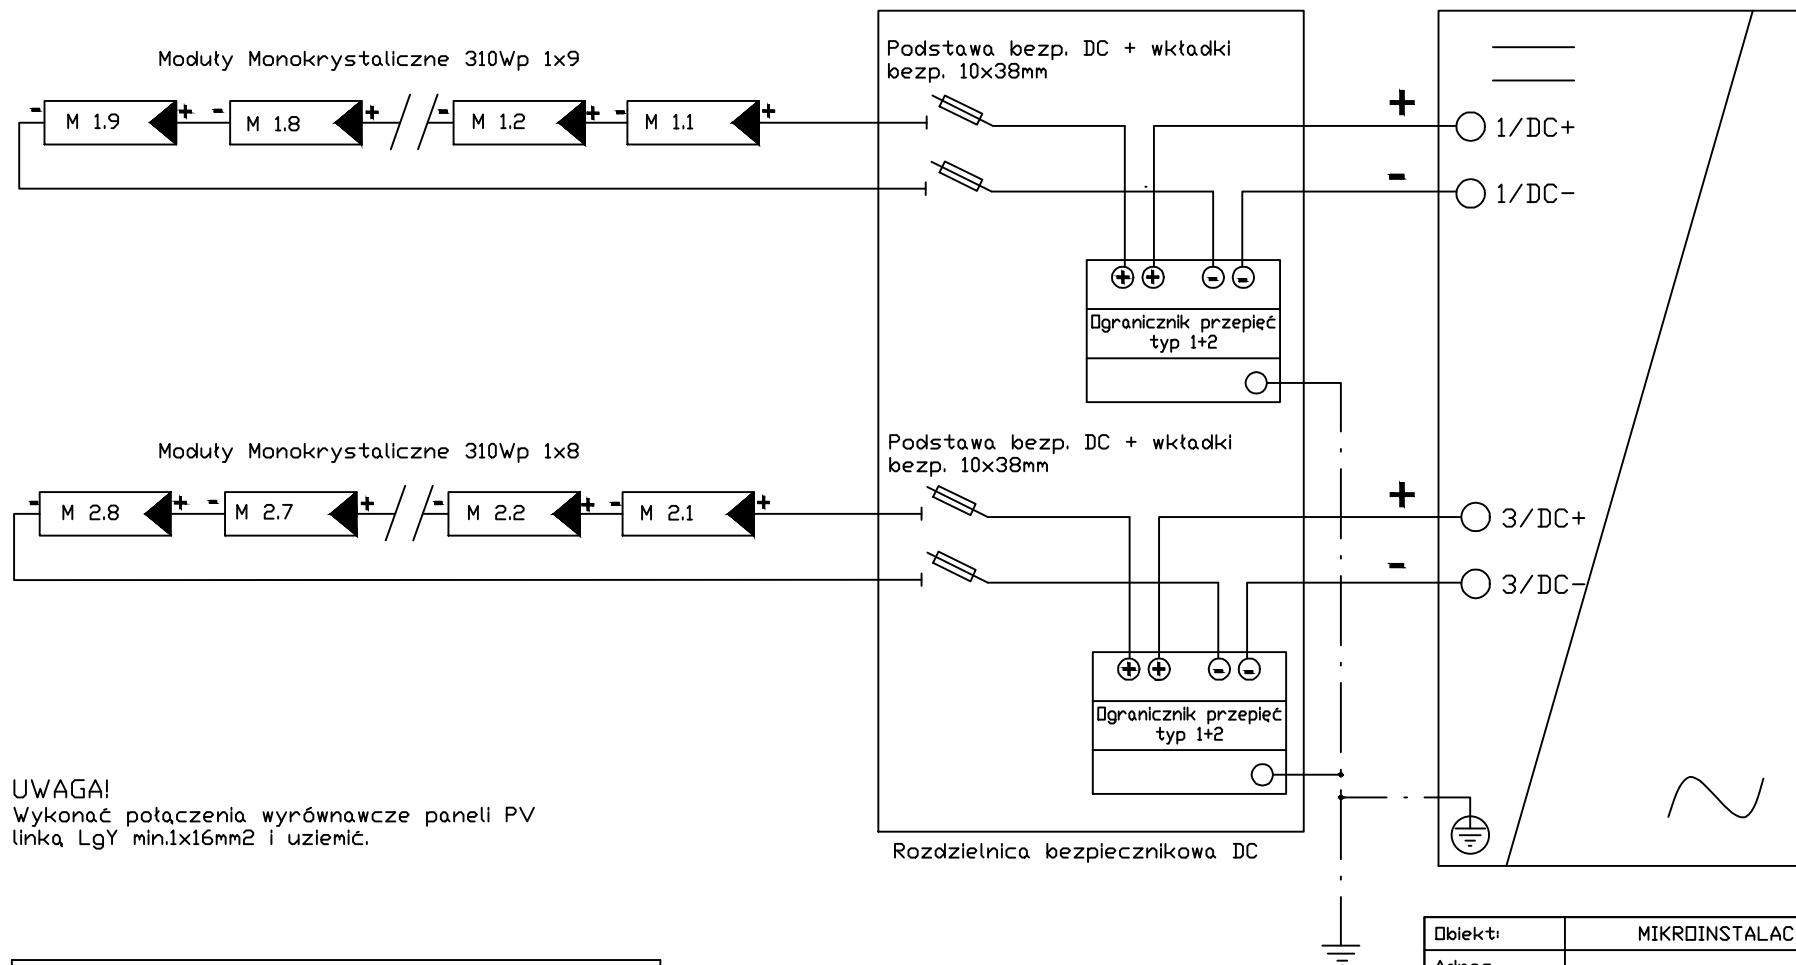 Moduły Monokrystaliczne 310Wp 1x9
Podstawa bezp. DC + wkładki
bezp. 10x38mm
- M 1.9 + - M 1.8 + - M 1.2 + - M 1.1 +
+
1/DC+
-
1/DC-
+ + - -
Ogranicznik przepięć
typ 1+2
Moduły Monokrystaliczne 310Wp 1x8
Podstawa bezp. DC + wkładki
bezp. 10x38mm
- M 2.8 + - M 2.7 + - M 2.2 + - M 2.1 +
+
3/DC+
-
3/DC-
+ + - -
Ogranicznik przepięć
typ 1+2
UWAGA!
Wykonać połączenia wyrównawcze paneli PV
linką LgY min.1x16mm2 i uziemić.
Rozdzielnica bezpiecznikowa DC
Obiekt: MIKROINSTALAC